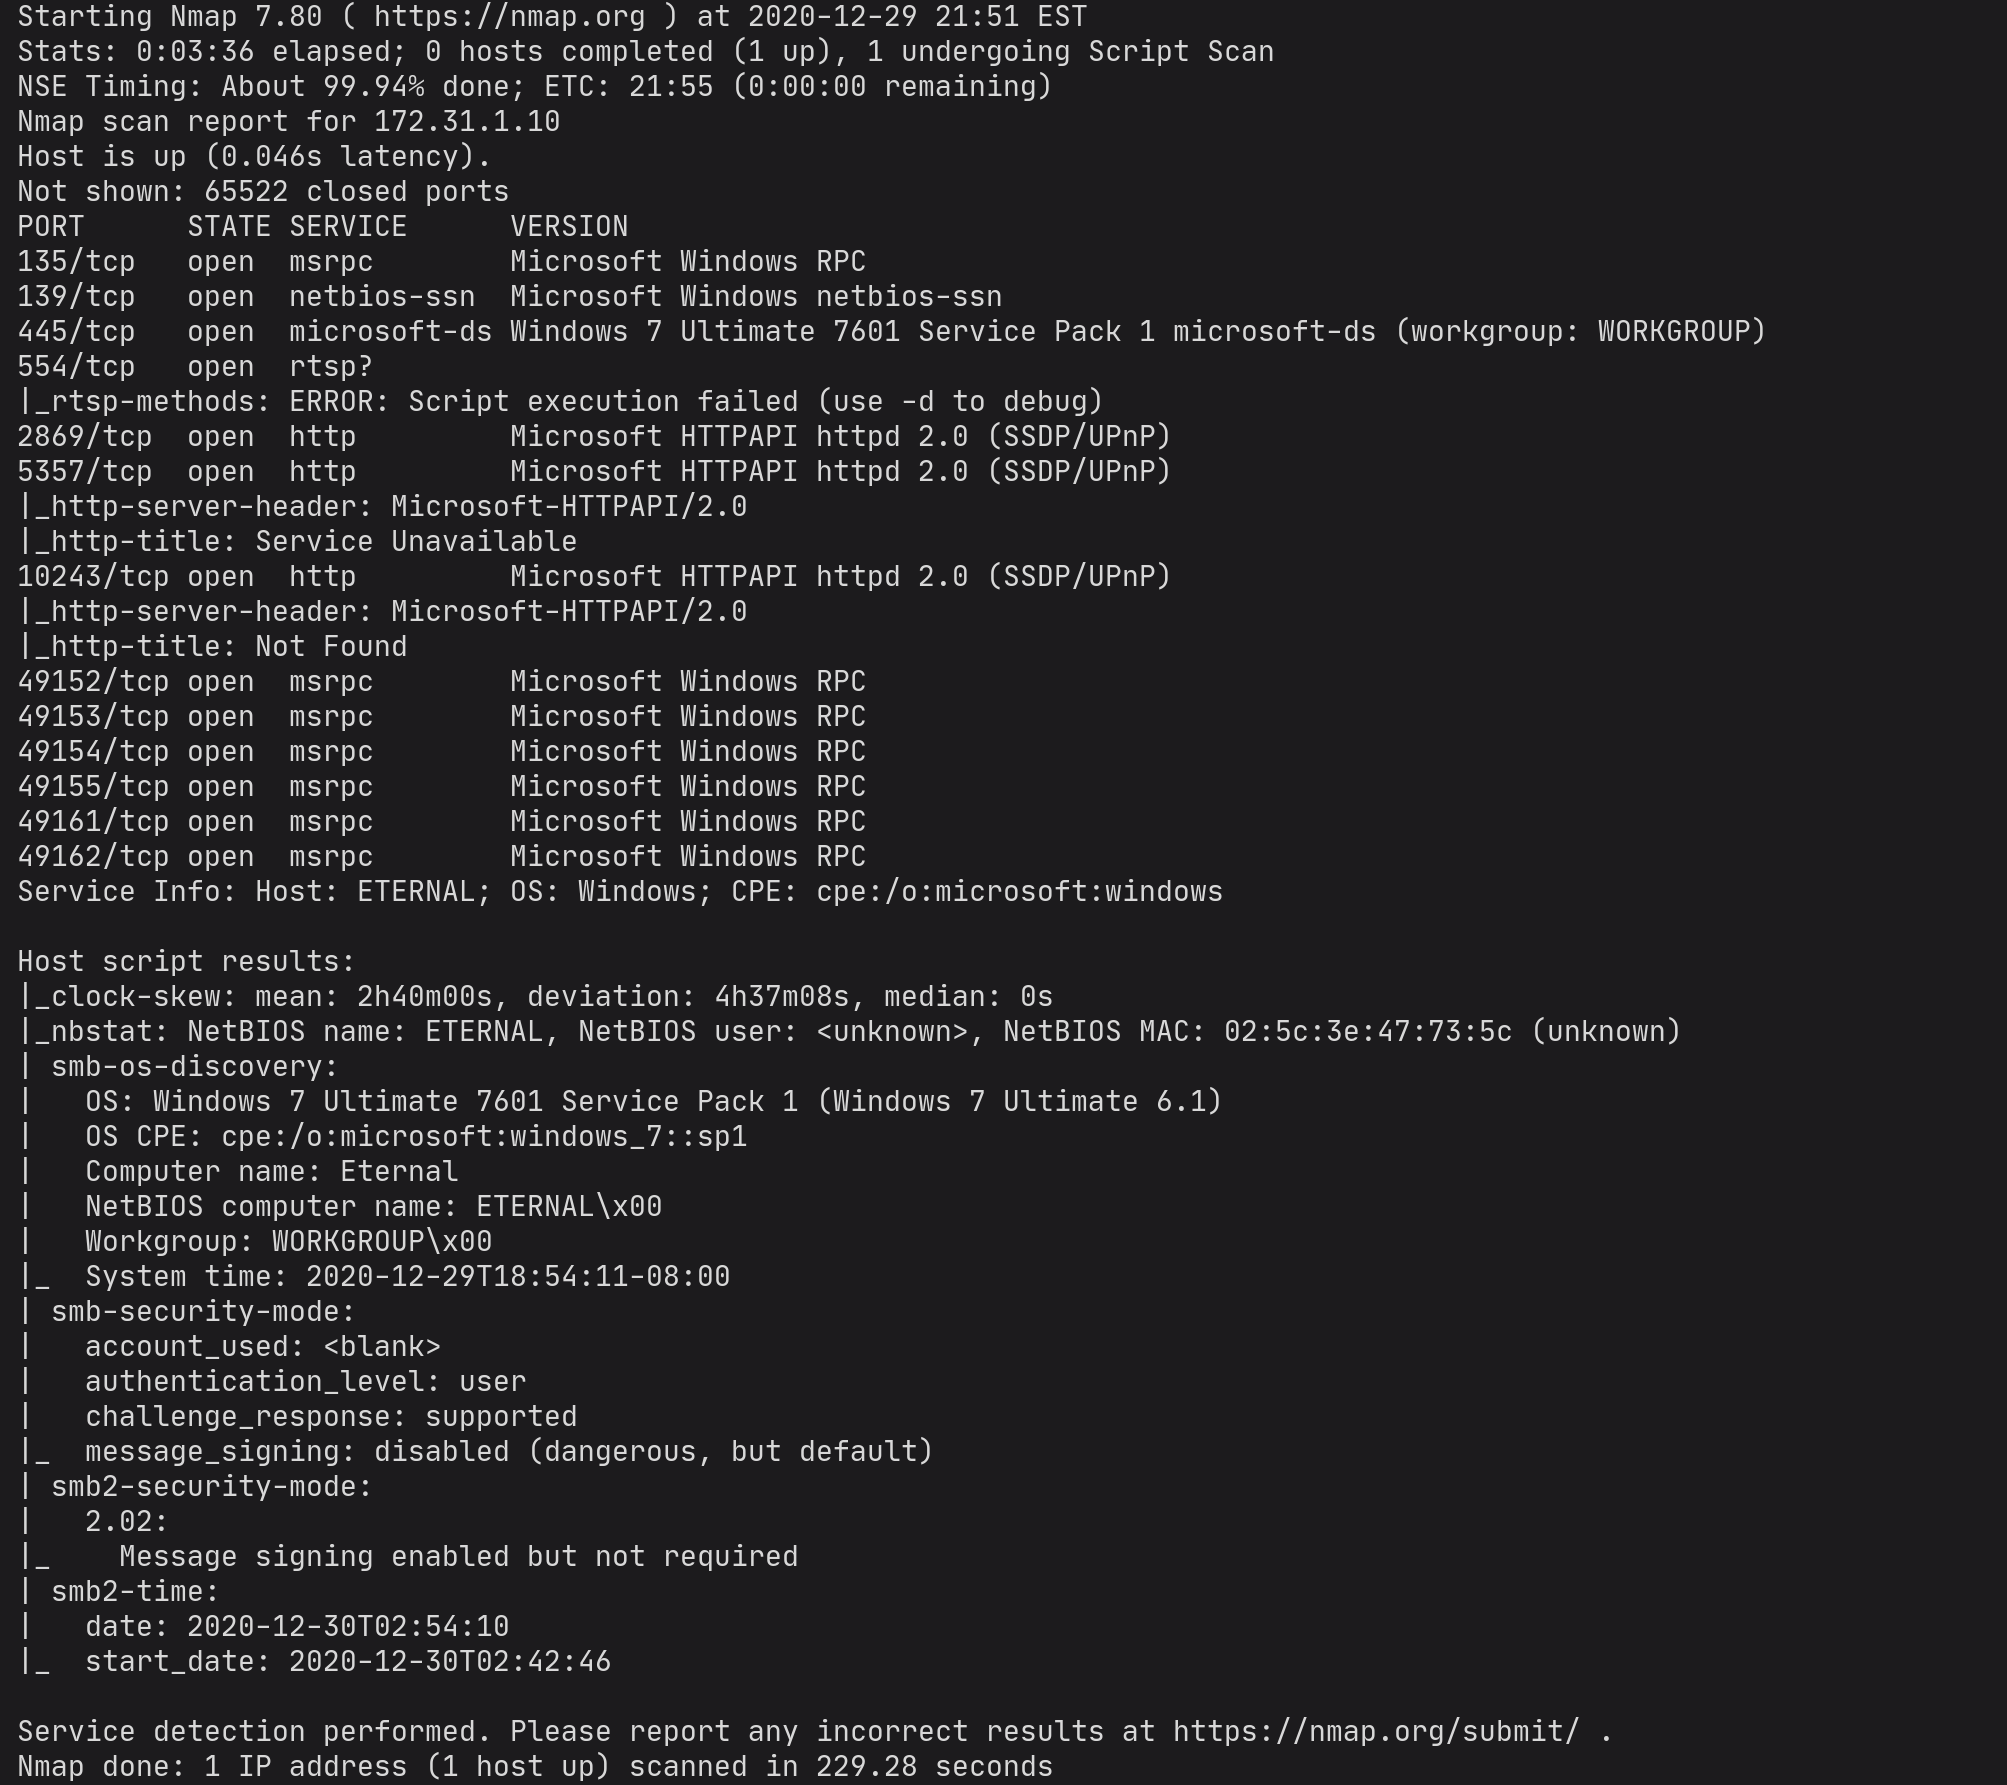 Starting Nmap 7.80 ( https://nmap.org ) at 2020-12-29 21:51 EST
Stats: 0:03:36 elapsed; 0 hosts completed (1 up), 1 undergoing Script Scan
NSE Timing: About 99.94% done; ETC: 21:55 (0:00:00 remaining)
Nmap scan report for 172.31.1.10
Host is up (0.046s latency).
Not shown: 65522 closed ports
PORT      STATE SERVICE      VERSION
135/tcp   open  msrpc        Microsoft Windows RPC
139/tcp   open  netbios-ssn  Microsoft Windows netbios-ssn
445/tcp   open  microsoft-ds Windows 7 Ultimate 7601 Service Pack 1 microsoft-ds (workgroup: WORKGROUP)
554/tcp   open  rtsp?
|_rtsp-methods: ERROR: Script execution failed (use -d to debug)
2869/tcp  open  http         Microsoft HTTPAPI httpd 2.0 (SSDP/UPnP)
5357/tcp  open  http         Microsoft HTTPAPI httpd 2.0 (SSDP/UPnP)
|_http-server-header: Microsoft-HTTPAPI/2.0
|_http-title: Service Unavailable
10243/tcp open  http         Microsoft HTTPAPI httpd 2.0 (SSDP/UPnP)
|_http-server-header: Microsoft-HTTPAPI/2.0
|_http-title: Not Found
49152/tcp open  msrpc        Microsoft Windows RPC
49153/tcp open  msrpc        Microsoft Windows RPC
49154/tcp open  msrpc        Microsoft Windows RPC
49155/tcp open  msrpc        Microsoft Windows RPC
49161/tcp open  msrpc        Microsoft Windows RPC
49162/tcp open  msrpc        Microsoft Windows RPC
Service Info: Host: ETERNAL; OS: Windows; CPE: cpe:/o:microsoft:windows

Host script results:
|_clock-skew: mean: 2h40m00s, deviation: 4h37m08s, median: 0s
|_nbstat: NetBIOS name: ETERNAL, NetBIOS user: <unknown>, NetBIOS MAC: 02:5c:3e:47:73:5c (unknown)
| smb-os-discovery:
|   OS: Windows 7 Ultimate 7601 Service Pack 1 (Windows 7 Ultimate 6.1)
|   OS CPE: cpe:/o:microsoft:windows_7::sp1
|   Computer name: Eternal
|   NetBIOS computer name: ETERNAL\x00
|   Workgroup: WORKGROUP\x00
|_  System time: 2020-12-29T18:54:11-08:00
| smb-security-mode:
|   account_used: <blank>
|   authentication_level: user
|   challenge_response: supported
|_  message_signing: disabled (dangerous, but default)
| smb2-security-mode:
|   2.02:
|_    Message signing enabled but not required
| smb2-time:
|   date: 2020-12-30T02:54:10
|_  start_date: 2020-12-30T02:42:46

Service detection performed. Please report any incorrect results at https://nmap.org/submit/ .
Nmap done: 1 IP address (1 host up) scanned in 229.28 seconds